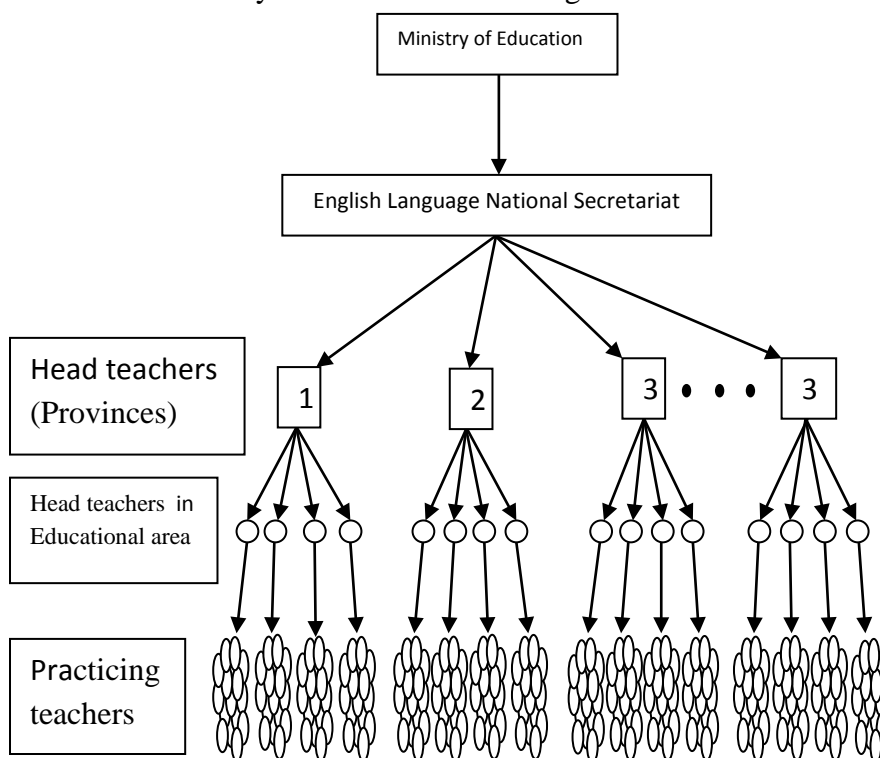 Ministry of Education
English Language National Secretariat
Head teachers
(Provinces)
1
2
3
3
Head teachers in
Educational area
Practicing
teachers